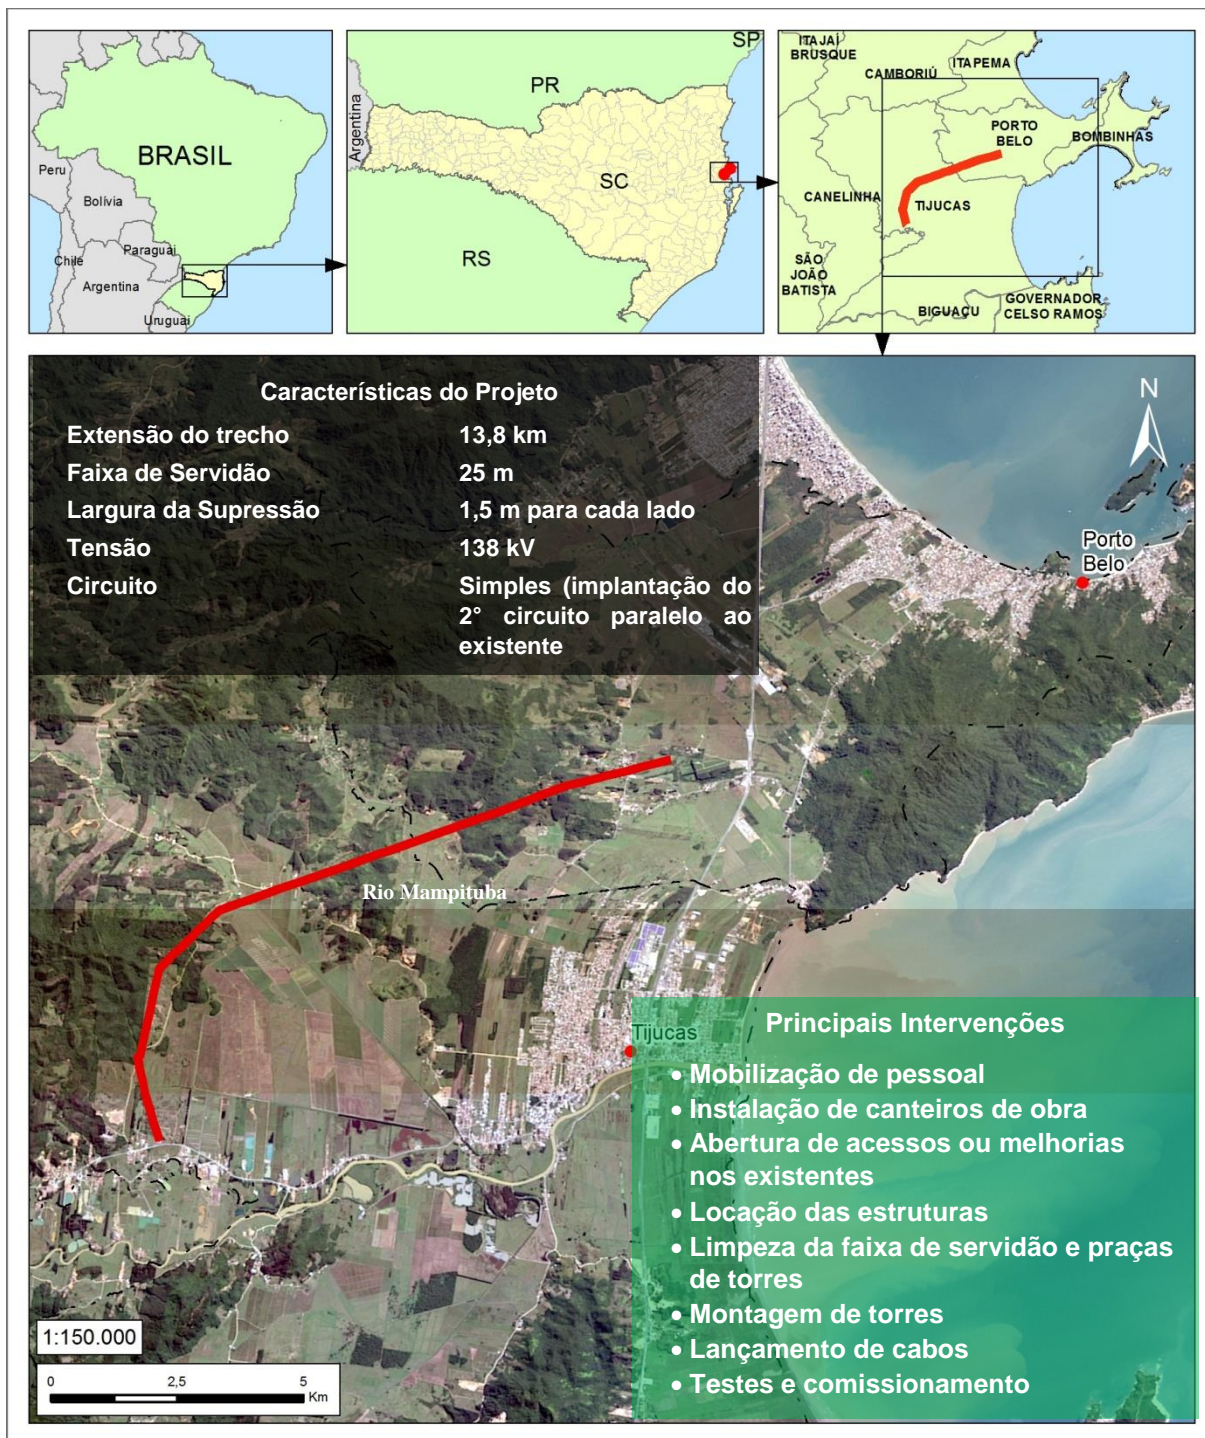 BRASIL
Peru
Bolívia
Paraguai
Chile
Argentina
Uruguai
SP
PR
Argentina
SC
RS
ITAJAÍ
BRUSQUE
CAMBORIÚ
ITAPEMA
PORTO
BELO
BOMBINHAS
CANELINHA
TIJUCAS
SÃO
JOÃO
BATISTA
BIGUAÇU
GOVERNADOR
CELSO RAMOS
Características do Projeto
Extensão do trecho 13,8 km
Faixa de Servidão 25 m
Largura da Supressão 1,5 m para cada lado
Tensão 138 kV
Circuito Simples (implantação do
2° circuito paralelo ao
existente
N
Porto
Belo
Rio Mampituba
Tijucas
Principais Intervenções
• Mobilização de pessoal
• Instalação de canteiros de obra
• Abertura de acessos ou melhorias
nos existentes
• Locação das estruturas
• Limpeza da faixa de servidão e praças
de torres
• Montagem de torres
• Lançamento de cabos
• Testes e comissionamento
1:150.000
0 2,5 5
Km